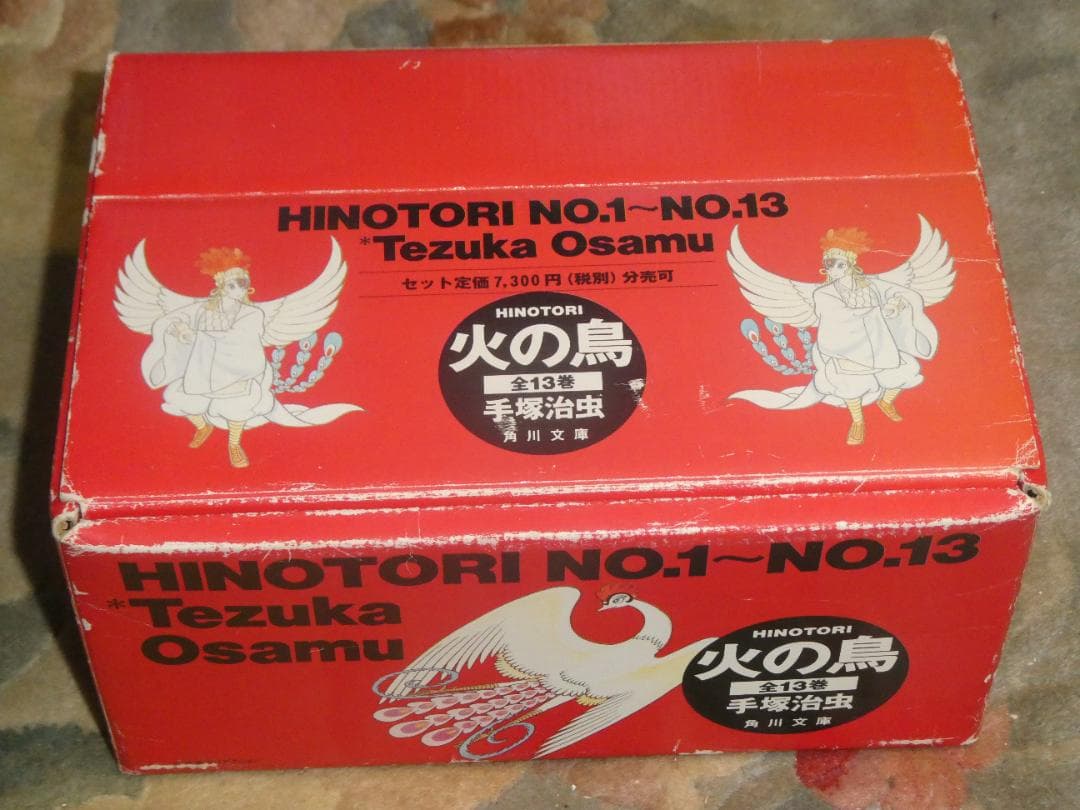 HINOTORI NO.1～NO.13
*Tezuka Osamu
セット定価7,300円（税別）分売可
HINOTORI
火の鳥
全13巻
手塚治虫
角川文庫
HINOTORI NO.1～NO.13
*Tezuka
Osamu
HINOTORI
火の鳥
全13巻
手塚治虫
角川文庫